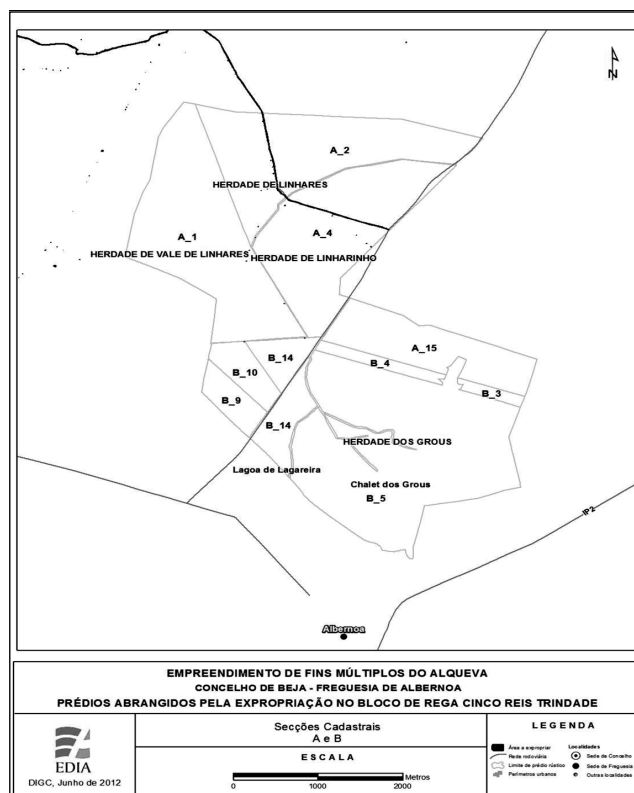 N
A_2
HERDADE DE LINHARES
A_1
A_4
HERDADE DE VALE DE LINHARES
HERDADE DE LINHARINHO
A_15
B_14
B_4
B_10
B_3
B_9
B_14
HERDADE DOS GROUS
Lagoa de Lagareira
Chalet dos Grous
B_5
IP2
Albernoa
EMPREENDIMENTO DE FINS MÚLTIPLOS DO ALQUEVA
CONCELHO DE BEJA - FREGUESIA DE ALBERNOA
PRÉDIOS ABRANGIDOS PELA EXPROPRIAÇÃO NO BLOCO DE REGA CINCO REIS TRINDADE
EDIA
DIGC, Junho de 2012
Secções Cadastrais
A e B
ESCALA
Metros
0 1000 2000
LEGENDA
Área a expropriar
Rede rodoviária
Limite de prédio rústico
Perímetros urbanos
Localidades
Sede de Concelho
Sede de Freguesia
Outras localidades